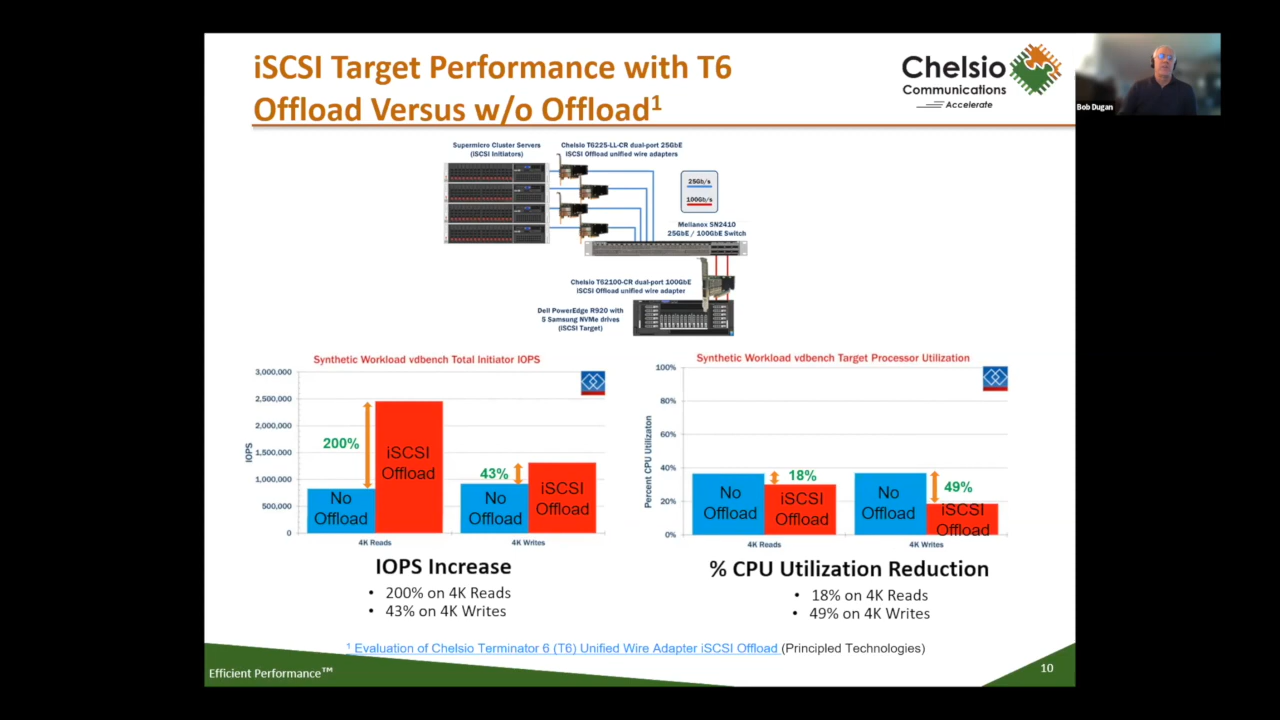 iSCSI Target Performance with T6
Offload Versus w/o Offload¹
Chelsio
Communications
Accelerate
Bob Dugan
Supermicro Cluster Servers
(iSCSI Initiators)
Chelsio T6225-LL-CR dual-port 25GbE
iSCSI Offload unified wire adapters
25Gb/s
100Gb/s
Mellanox SN2410
25GbE / 100GbE Switch
Chelsio T62100-CR dual-port 100GbE
iSCSI Offload unified wire adapter
Dell PowerEdge R920 with
5 Samsung NVMe drives
(iSCSI Target)
Synthetic Workload vdbench Total Initiator IOPS
3,000,000
2,500,000
2,000,000
1,500,000
1,000,000
500,000
0
IOPS
200%
No
Offload
iSCSI
Offload
43%
No
Offload
iSCSI
Offload
4K Reads
4K Writes
Synthetic Workload vdbench Target Processor Utilization
100%
80%
60%
40%
20%
0%
Percent CPU Utilizaton
No
Offload
18%
iSCSI
Offload
No
Offload
49%
iSCSI
Offload
4K Reads
4K Writes
IOPS Increase
• 200% on 4K Reads
• 43% on 4K Writes
% CPU Utilization Reduction
• 18% on 4K Reads
• 49% on 4K Writes
¹ Evaluation of Chelsio Terminator 6 (T6) Unified Wire Adapter iSCSI Offload (Principled Technologies)
Efficient Performance™
10